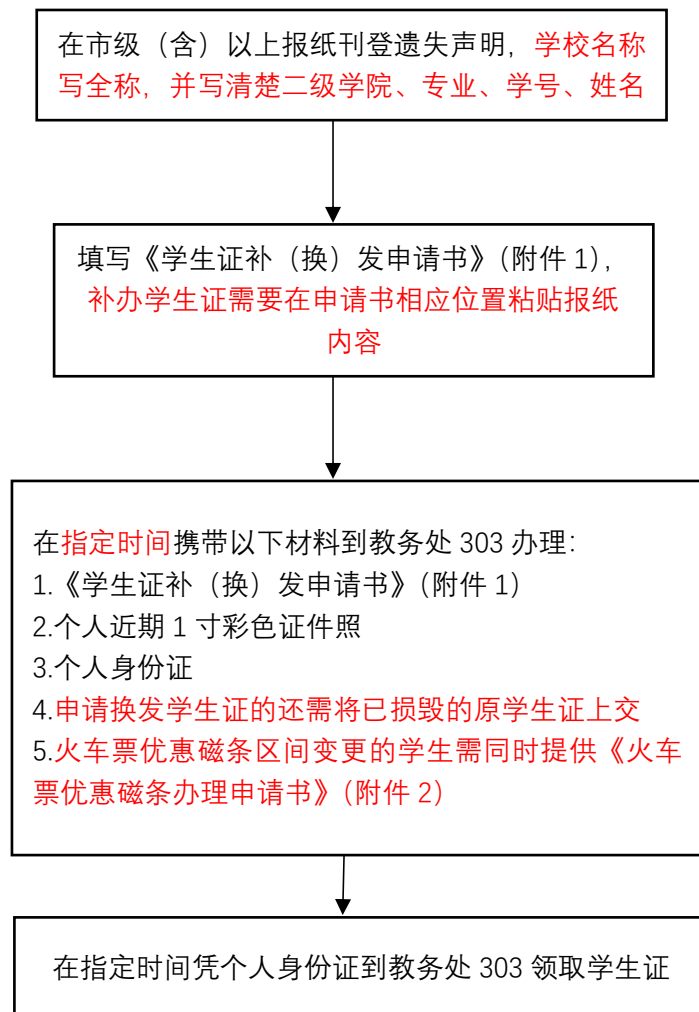 在市级（含）以上报纸刊登遗失声明，学校名称
写全称，并写清楚二级学院、专业、学号、姓名
填写《学生证补（换）发申请书》（附件 1），
补办学生证需要在申请书相应位置粘贴报纸
内容
在指定时间携带以下材料到教务处 303 办理：
1.《学生证补（换）发申请书》（附件 1）
2.个人近期 1 寸彩色证件照
3.个人身份证
4.申请换发学生证的还需将已损毁的原学生证上交
5.火车票优惠磁条区间变更的学生需同时提供《火车
票优惠磁条办理申请书》（附件 2）
在指定时间凭个人身份证到教务处 303 领取学生证